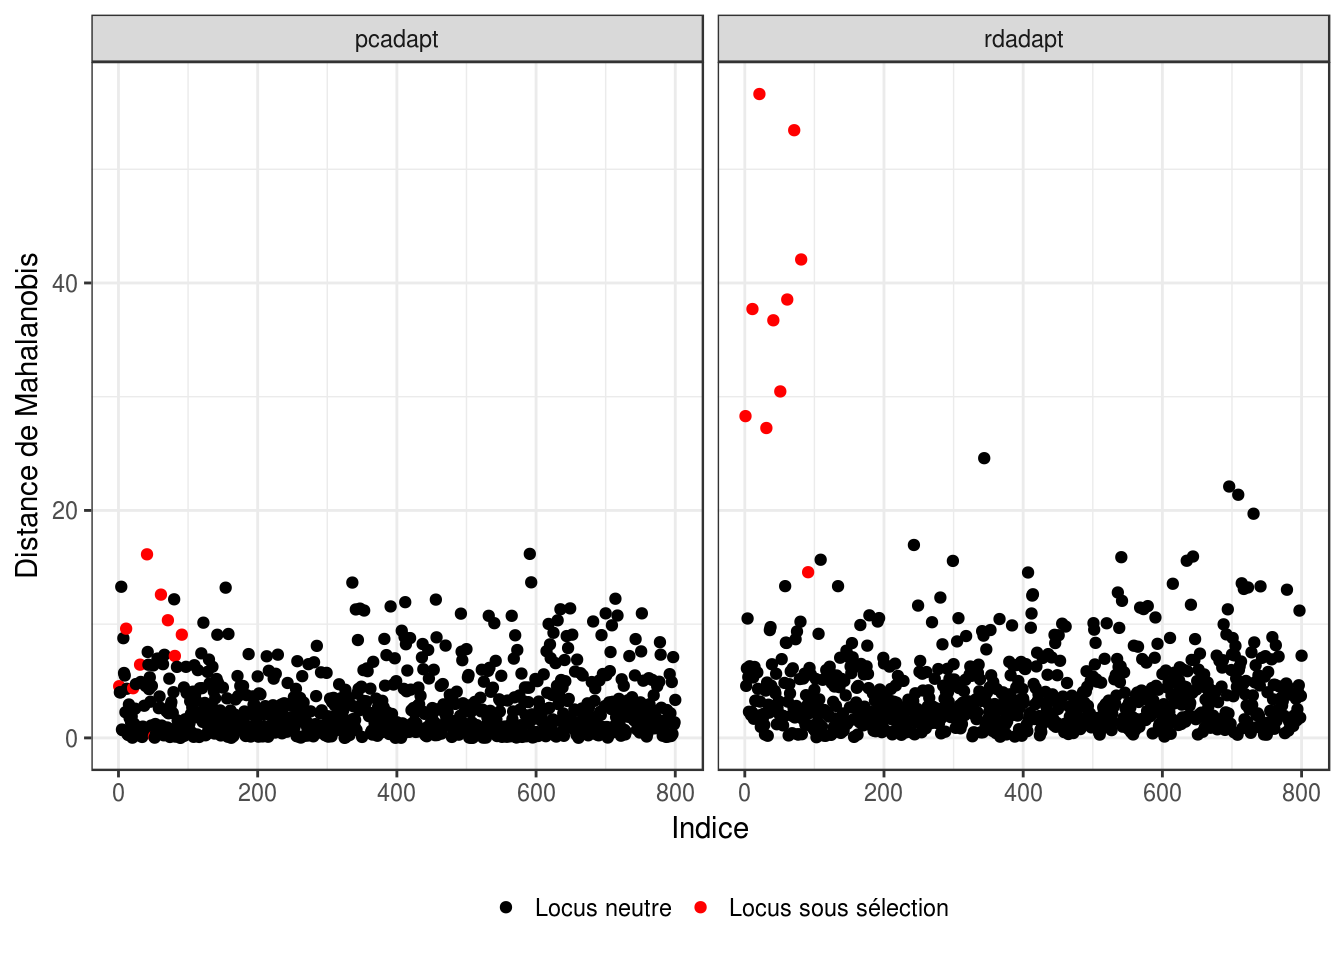 pcadapt rdadapt
Distance de Mahalanobis
40
20
0
0 200 400 600 800 0 200 400 600 800
Indice
Locus neutre Locus sous sélection